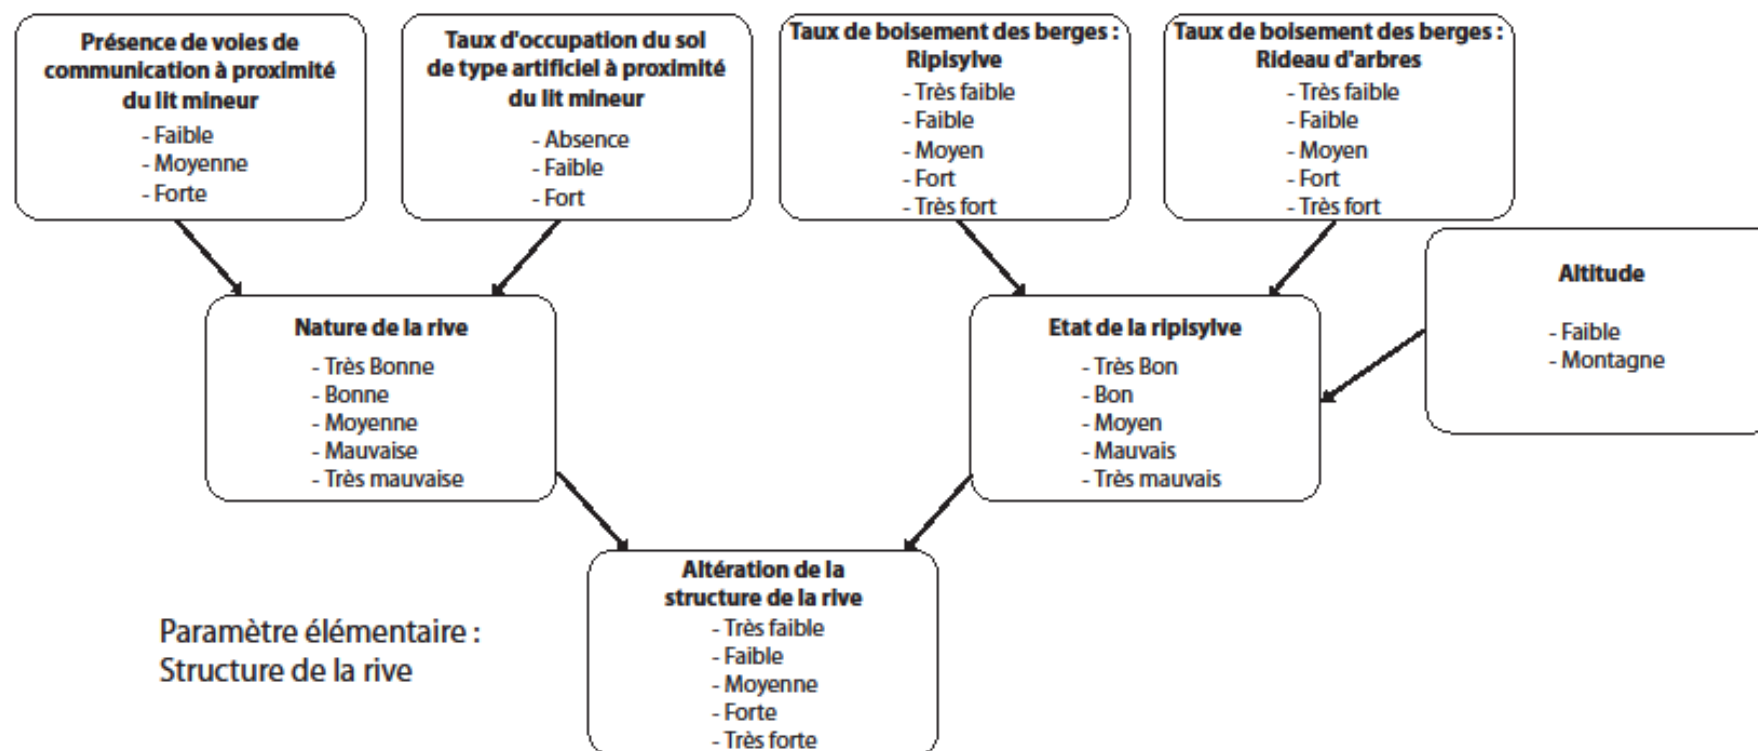 Présence de voies de
communication à proximité
du lit mineur
- Faible
- Moyenne
- Forte
Taux d'occupation du sol
de type artificiel à proximité
du lit mineur
- Absence
- Faible
- Fort
Taux de boisement des berges :
Ripisylve
- Très faible
- Faible
- Moyen
- Fort
- Très fort
Taux de boisement des berges :
Rideau d'arbres
- Très faible
- Faible
- Moyen
- Fort
- Très fort
Altitude
- Faible
- Montagne
Nature de la rive
- Très Bonne
- Bonne
- Moyenne
- Mauvaise
- Très mauvaise
Etat de la ripisylve
- Très Bon
- Bon
- Moyen
- Mauvais
- Très mauvais
Altération de la
structure de la rive
- Très faible
- Faible
- Moyenne
- Forte
- Très forte
Paramètre élémentaire :
Structure de la rive